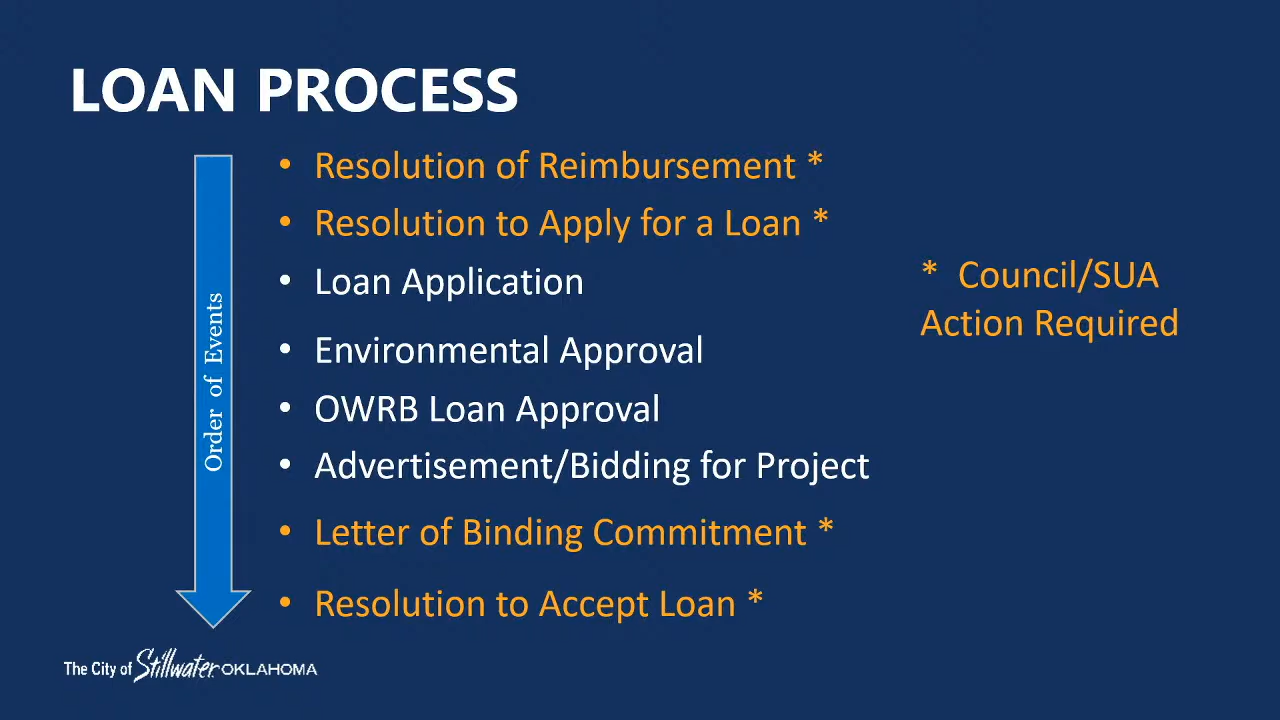 LOAN PROCESS
• Resolution of Reimbursement *
• Resolution to Apply for a Loan *
• Loan Application
• Environmental Approval
• OWRB Loan Approval
• Advertisement/Bidding for Project
• Letter of Binding Commitment *
• Resolution to Accept Loan *
Order of Events
* Council/SUA
Action Required
The City of Stillwater OKLAHOMA